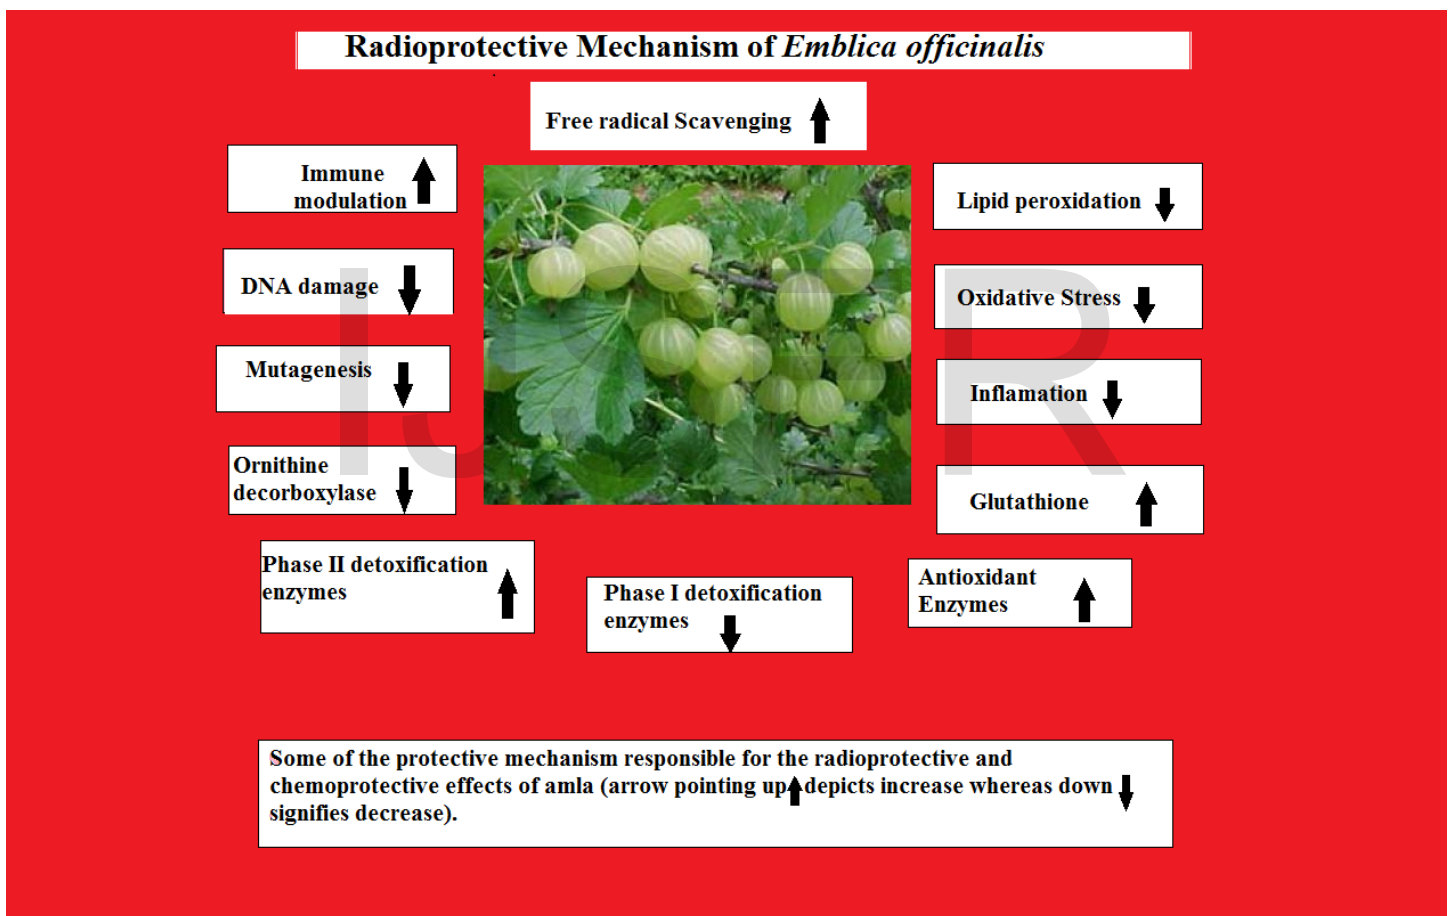 Radioprotective Mechanism of Emblica officinalis
Free radical Scavenging
Immune
modulation
Lipid peroxidation
DNA damage
Oxidative Stress
Mutagenesis
Inflamation
Ornithine
decorboxylase
Glutathione
Phase II detoxification
enzymes
Phase I detoxification
enzymes
Antioxidant
Enzymes
Some of the protective mechanism responsible for the radioprotective and
chemoprotective effects of amla (arrow pointing up depicts increase whereas down
signifies decrease).
IJSER